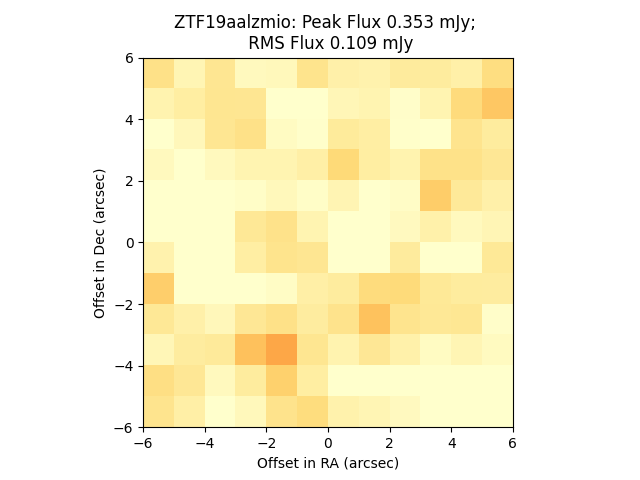 ZTF19aalzmio: Peak Flux 0.353 mJy;
RMS Flux 0.109 mJy
6
4
2
0
−2
−4
−6
Offset in Dec (arcsec)
−6 −4 −2 0 2 4 6
Offset in RA (arcsec)